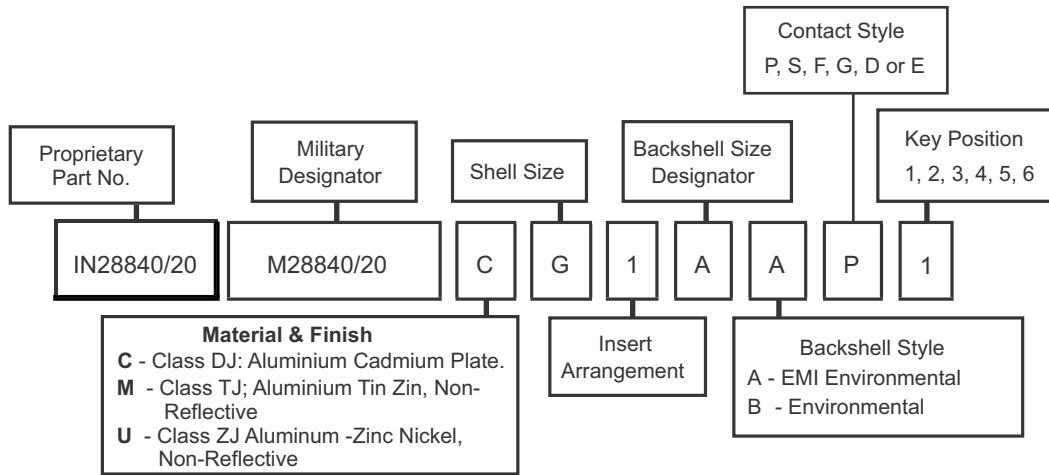 Contact Style
P, S, F, G, D or E
Proprietary
Part No.
Military
Designator
Shell Size
Backshell Size
Designator
Key Position
1, 2, 3, 4, 5, 6
IN28840/20
M28840/20
C
G
1
A
A
P
1
Material & Finish
C - Class DJ: Aluminium Cadmium Plate.
M - Class TJ; Aluminium Tin Zin, Non-
Reflective
U - Class ZJ Aluminum -Zinc Nickel,
Non-Reflective
Insert
Arrangement
Backshell Style
A - EMI Environmental
B - Environmental